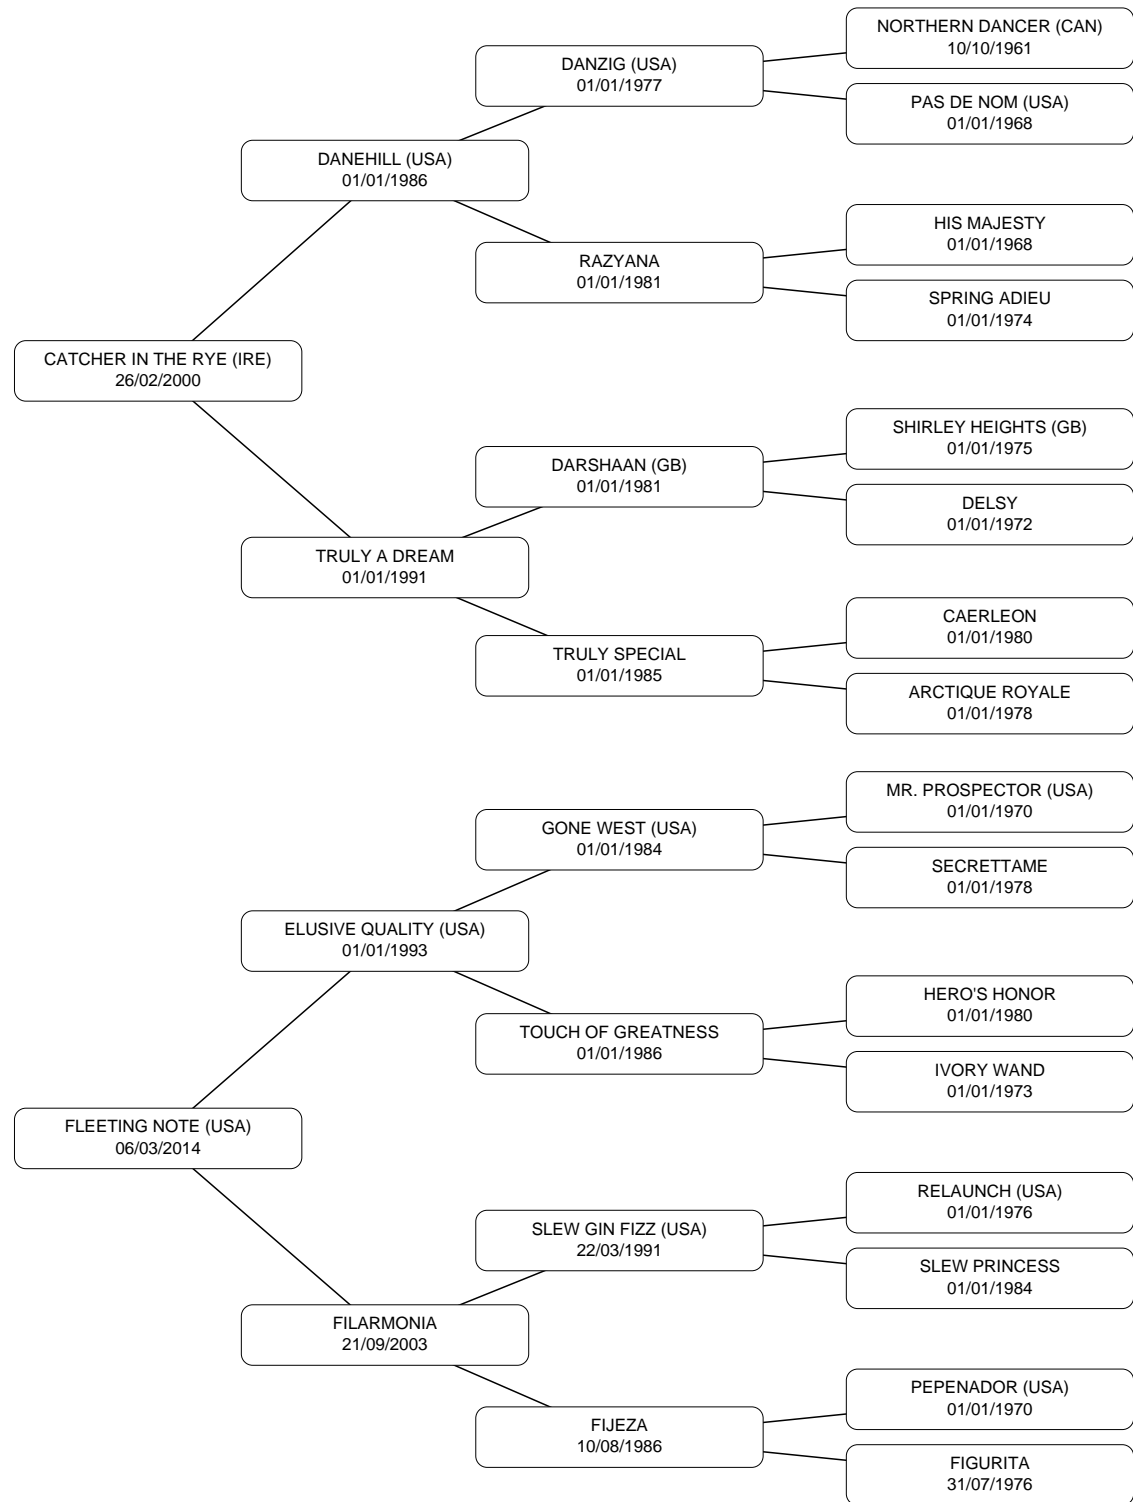 NORTHERN DANCER (CAN)
10/10/1961
DANZIG (USA)
01/01/1977
PAS DE NOM (USA)
01/01/1968
DANEHILL (USA)
01/01/1986
HIS MAJESTY
01/01/1968
RAZYANA
01/01/1981
SPRING ADIEU
01/01/1974
CATCHER IN THE RYE (IRE)
26/02/2000
SHIRLEY HEIGHTS (GB)
01/01/1975
DARSHAAN (GB)
01/01/1981
DELSY
01/01/1972
TRULY A DREAM
01/01/1991
CAERLEON
01/01/1980
TRULY SPECIAL
01/01/1985
ARCTIQUE ROYALE
01/01/1978
MR. PROSPECTOR (USA)
01/01/1970
GONE WEST (USA)
01/01/1984
SECRETTAME
01/01/1978
ELUSIVE QUALITY (USA)
01/01/1993
HERO'S HONOR
01/01/1980
TOUCH OF GREATNESS
01/01/1986
IVORY WAND
01/01/1973
FLEETING NOTE (USA)
06/03/2014
RELAUNCH (USA)
01/01/1976
SLEW GIN FIZZ (USA)
22/03/1991
SLEW PRINCESS
01/01/1984
FILARMONIA
21/09/2003
PEPENADOR (USA)
01/01/1970
FIJEZA
10/08/1986
FIGURITA
31/07/1976